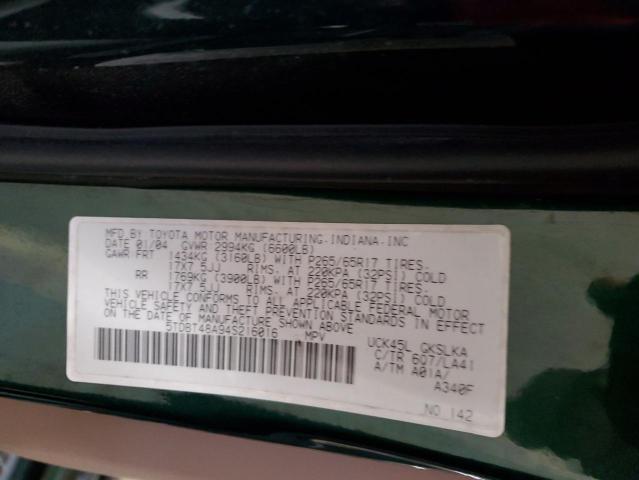 MFD BY TOYOTA MOTOR MANUFACTURING.INDIANA.INC
DATE 01/04 GVWR 2994KG (6600LB)
GAWR FRT 1434KG (3160LB) WITH P265/65R17 TIRES,
17X7.5JJ RIMS. AT 220KPA (32PSI) COLD
RR 1769KG (3900LB) WITH P265/65R17 TIRES,
17X7.5JJ RIMS. AT 220KPA (32PSI) COLD
THIS VEHICLE CONFORMS TO ALL APPLICABLE FEDERAL MOTOR
VEHICLE SAFETY AND THEFT PREVENTION STANDARDS IN EFFECT
ON THE DATE OF MANUFACTURE SHOWN ABOVE
5TDBT48A94S216016 MPV
UCK45L GKSLKA
C/TR 6Q7/LA41
A/TM A01A/
A340F
NO 142